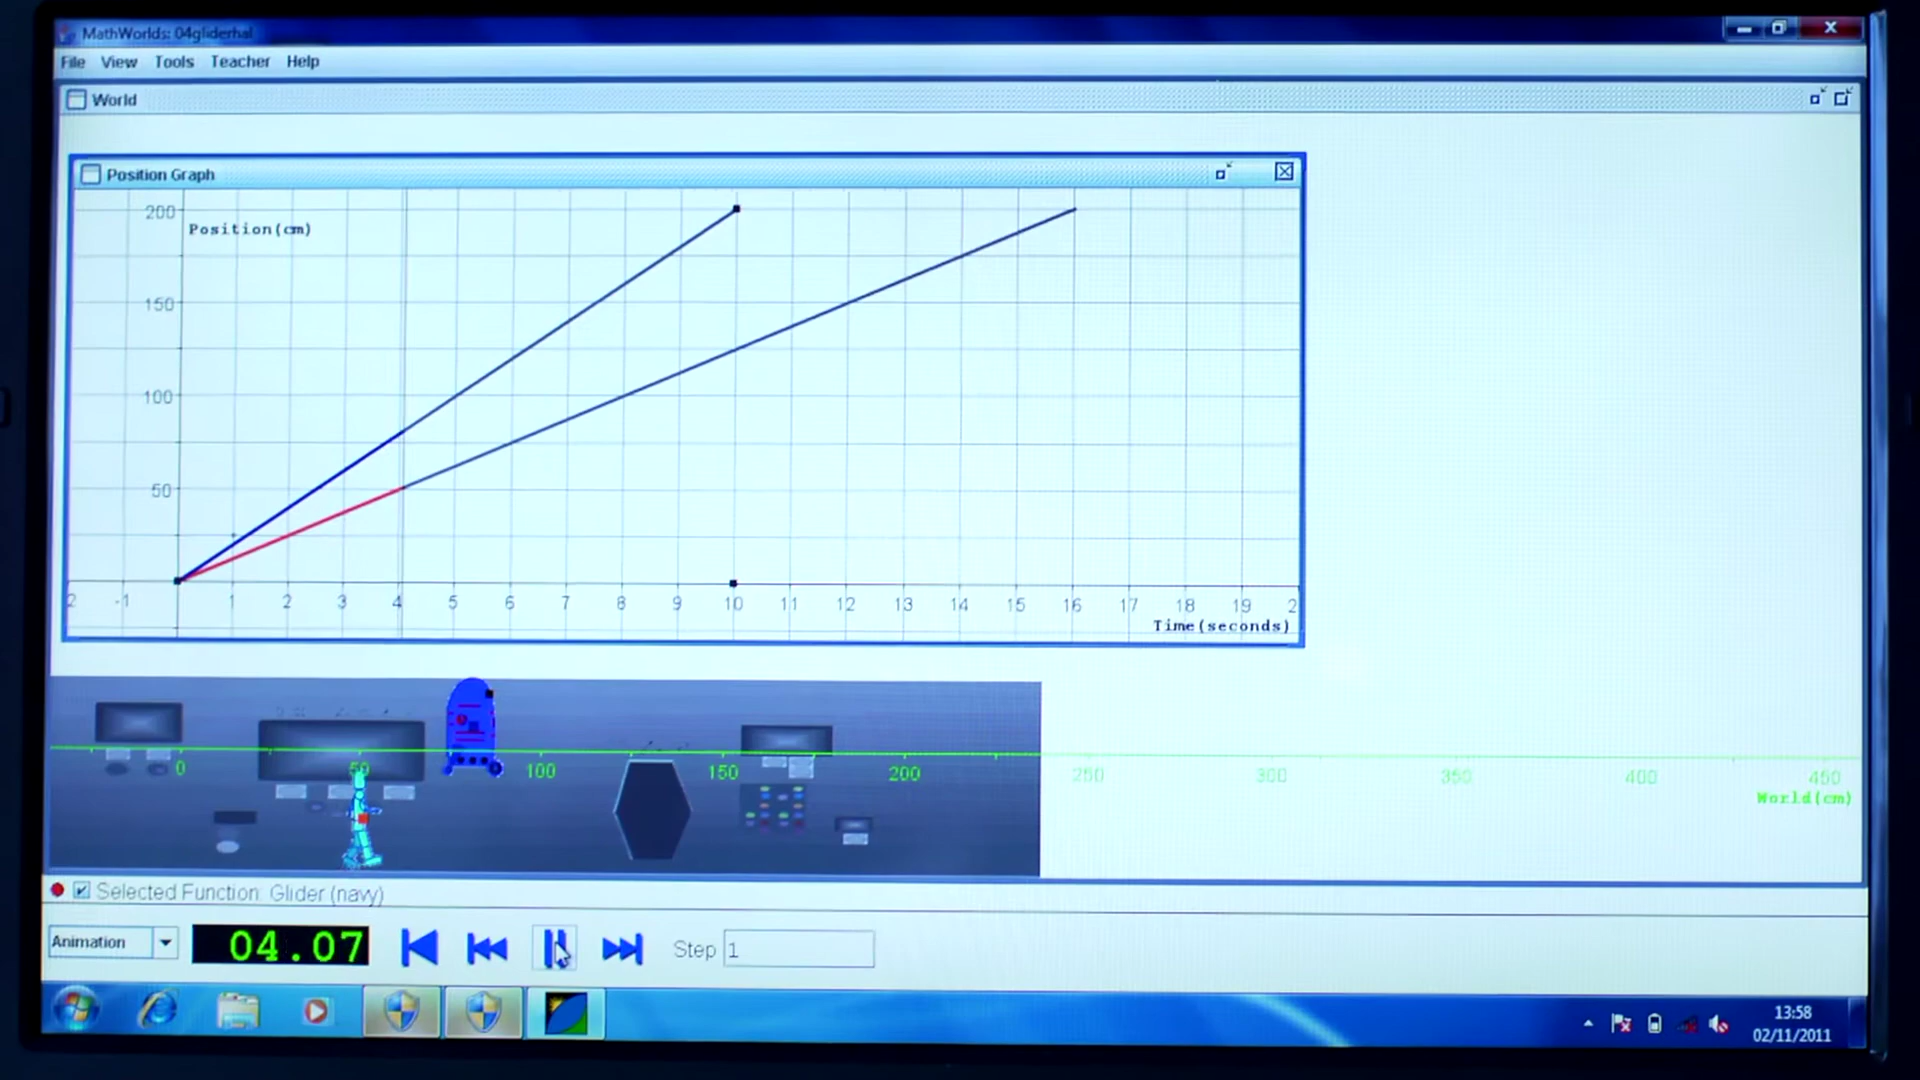 MathWorlds: 04gliderhal
File View Tools Teacher Help
World
Position Graph
200
Position(cm)
150
100
50
2 -1 1 2 3 4 5 6 7 8 9 10 11 12 13 14 15 16 17 18 19 2
Time(seconds)
0 50 100 150 200 250 300 350 400 450
World(cm)
Selected Function: Glider (navy)
Animation 04.07 Step 1
13:58
02/11/2011